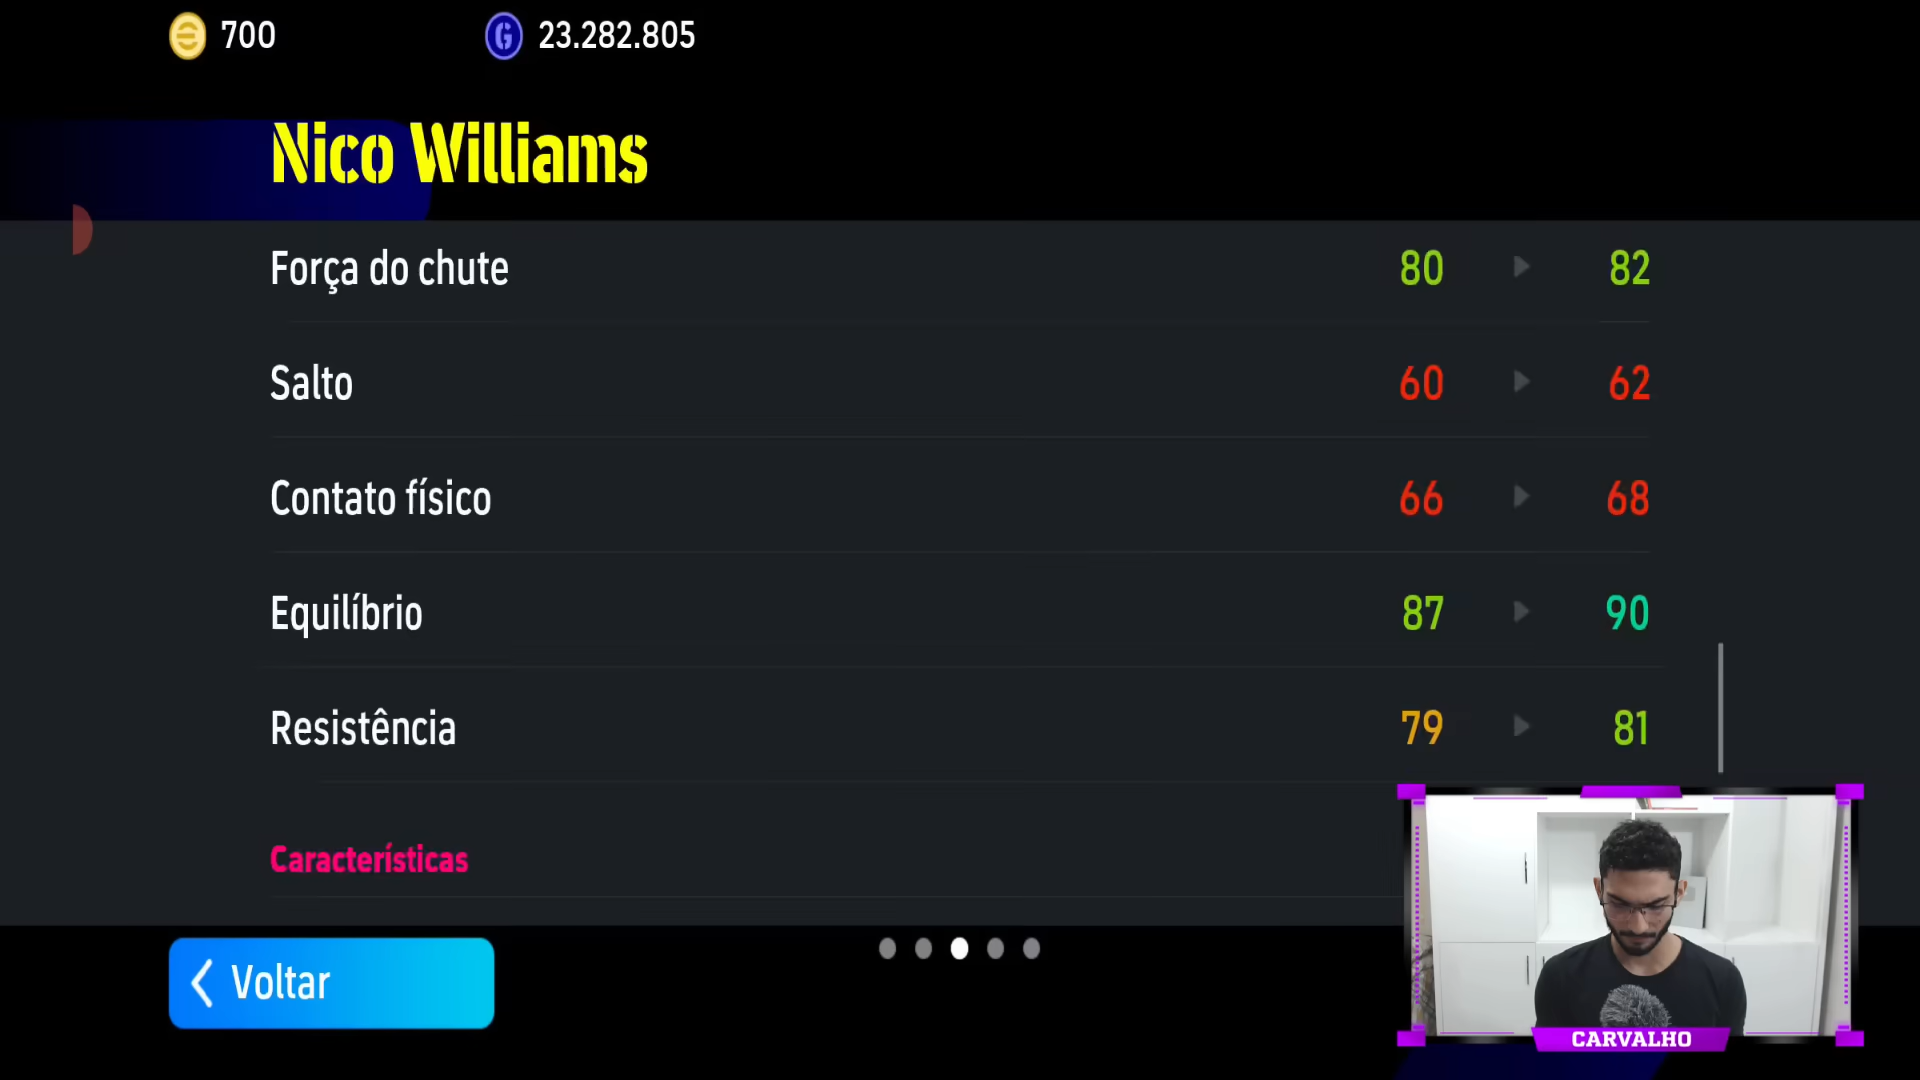 700 23.282.805
Nico Williams
Força do chute 80 82
Salto 60 62
Contato físico 66 68
Equilíbrio 87 90
Resistência 79 81
Características
Voltar
CARVALHO